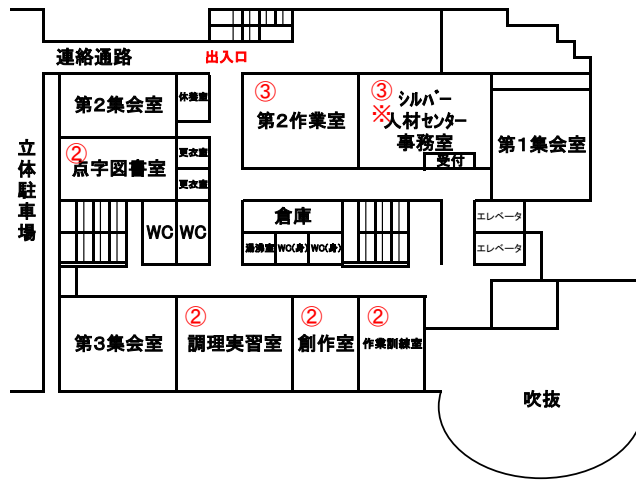 連絡通路
出入口
第2集会室
休養室
③
第2作業室
③
※
シルバー
人材センター
事務室
受付
第1集会室
立体駐車場
②
点字図書室
更衣室
更衣室
WC
WC
倉庫
湯沸室
WC(身)
WC(身)
エレベータ
エレベータ
第3集会室
②
調理実習室
②
創作室
②
作業訓練室
吹抜